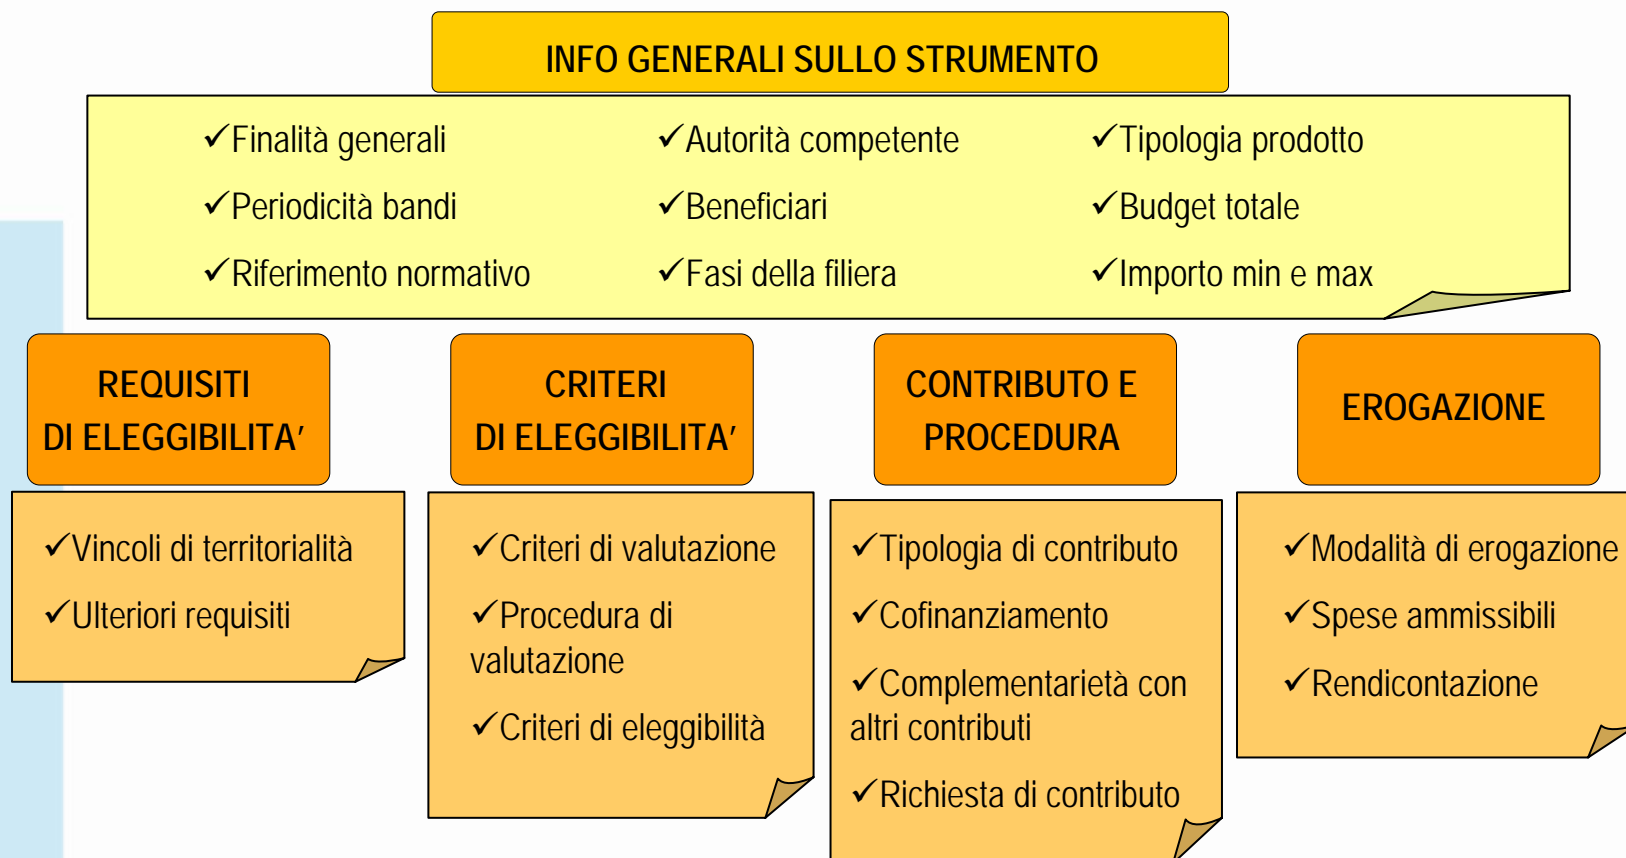 INFO GENERALI SULLO STRUMENTO
✓Finalità generali
✓Autorità competente
✓Tipologia prodotto
✓Periodicità bandi
✓Beneficiari
✓Budget totale
✓Riferimento normativo
✓Fasi della filiera
✓Importo min e max
REQUISITI
DI ELEGGIBILITA’
✓Vincoli di territorialità
✓Ulteriori requisiti
CRITERI
DI ELEGGIBILITA’
✓Criteri di valutazione
✓Procedura di
valutazione
✓Criteri di eleggibilità
CONTRIBUTO E
PROCEDURA
✓Tipologia di contributo
✓Cofinanziamento
✓Complementarietà con
altri contributi
✓Richiesta di contributo
EROGAZIONE
✓Modalità di erogazione
✓Spese ammissibili
✓Rendicontazione